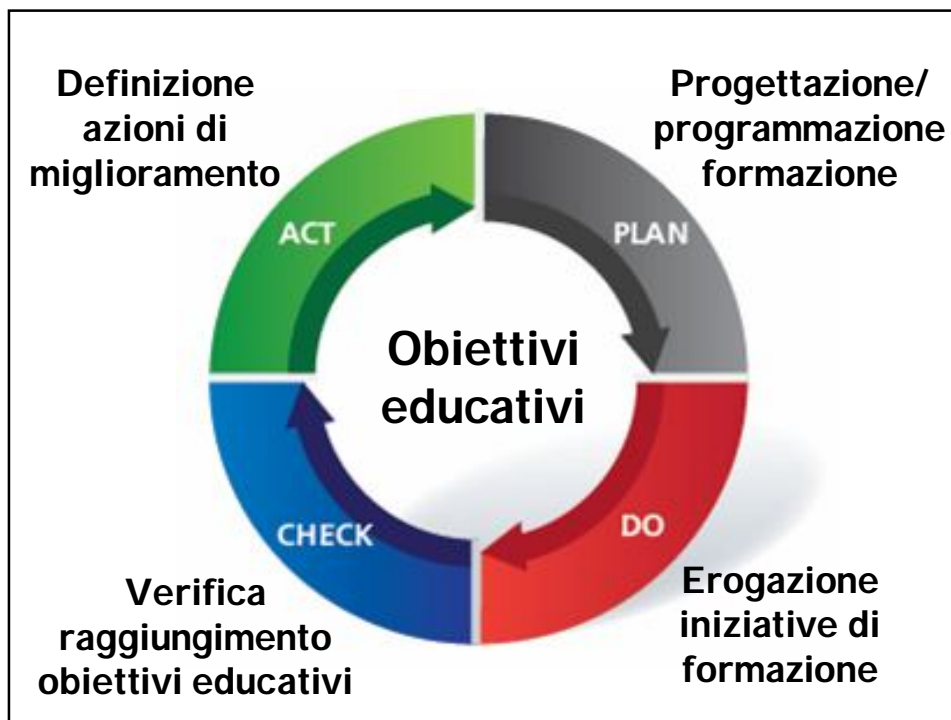 Definizione
azioni di
miglioramento
Progettazione/
programmazione
formazione
ACT
PLAN
Obiettivi
educativi
CHECK
DO
Verifica
raggiungimento
obiettivi educativi
Erogazione
iniziative di
formazione